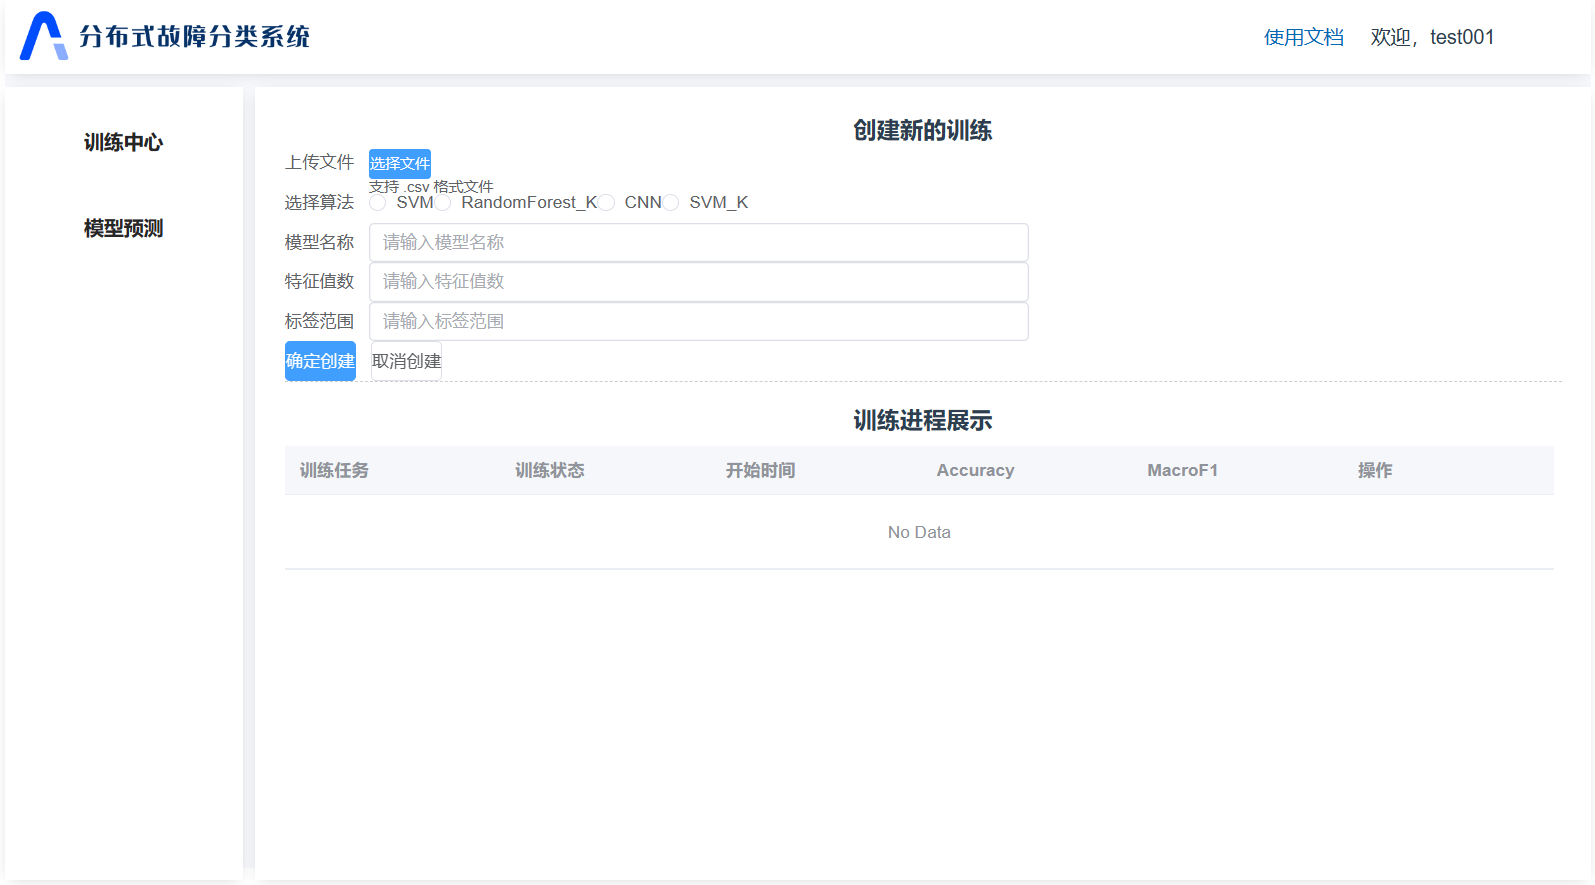 分布式故障分类系统
使用文档 欢迎，test001
训练中心
模型预测
创建新的训练
上传文件 选择文件
支持 .csv 格式文件
选择算法 SVM RandomForest_K CNN SVM_K
模型名称 请输入模型名称
特征值数 请输入特征值数
标签范围 请输入标签范围
确定创建 取消创建
训练进程展示
训练任务 训练状态 开始时间 Accuracy MacroF1 操作
No Data